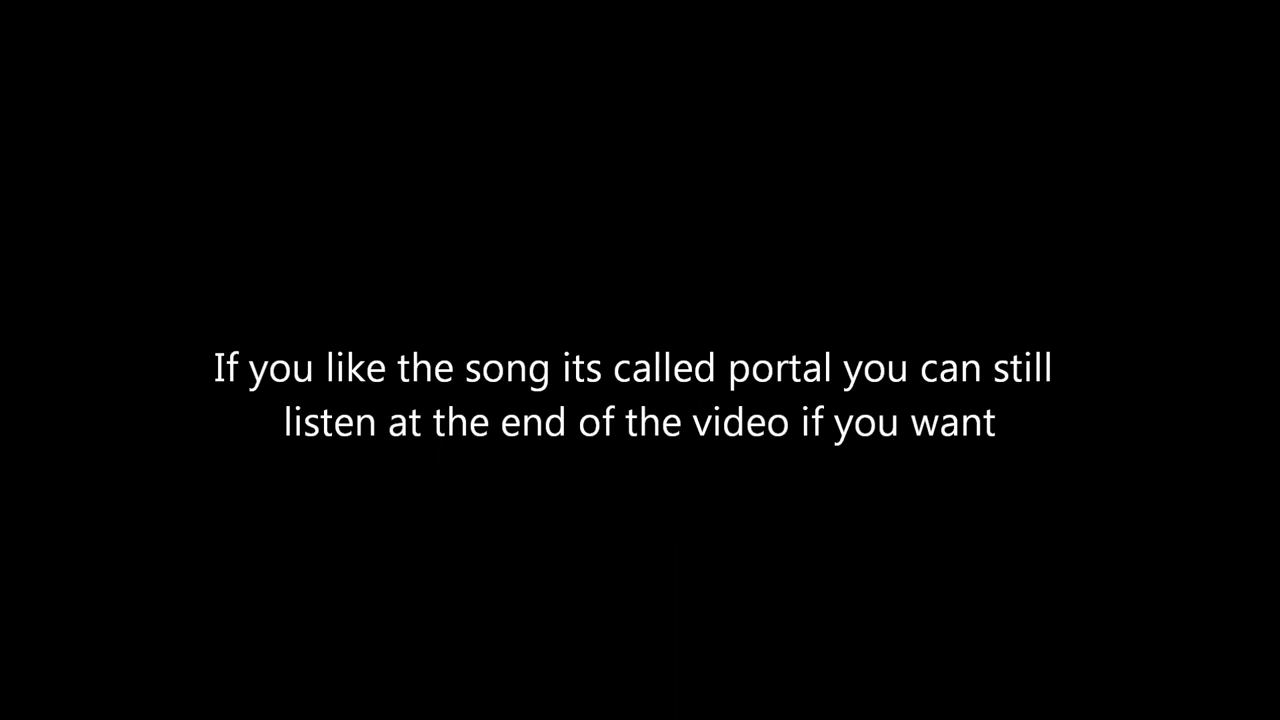 If you like the song its called portal you can still
listen at the end of the video if you want